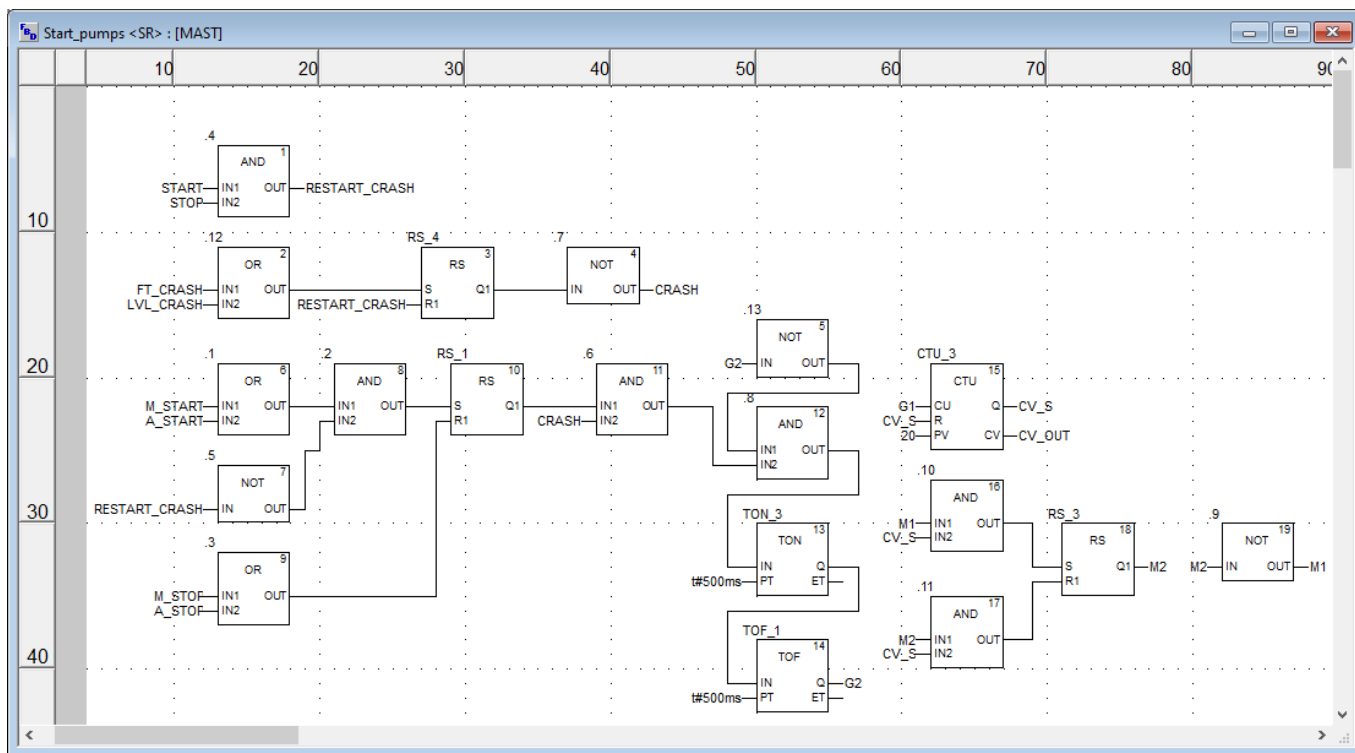 Start_pumps <SR> : [MAST]
10 20 30 40 50 60 70 80 90
.4
1
AND
START IN1 OUT RESTART_CRASH
STOP IN2
10
.12 RS_4 .7
2 3 4
OR RS NOT
FT_CRASH IN1 OUT S Q1 IN OUT CRASH
LVL_CRASH IN2 RESTART_CRASH R1
.13
5
NOT
G2 IN OUT
20
.1 .2 RS_1 .6 CTU_3
6 8 10 11 15
OR AND RS AND CTU
M_START IN1 OUT IN1 OUT S Q1 IN1 OUT G1 CU Q CV_S
A_START IN2 IN2 R1 CRASH IN2 CV_S R
20 PV CV CV_OUT
.8
12
AND
IN1 OUT
IN2
.5 .10
7 16
NOT AND
RESTART_CRASH IN OUT M1 IN1 OUT
CV_S IN2
30
.3 TON_3 RS_3 .9
9 13 18 19
OR TON RS NOT
M_STOP IN1 OUT IN Q S Q1 M2 M2 IN OUT M1
A_STOP IN2 t#500ms PT ET R1
.11
17
AND
M2 IN1 OUT
CV_S IN2
40
TOF_1
14
TOF
IN Q G2
t#500ms PT ET